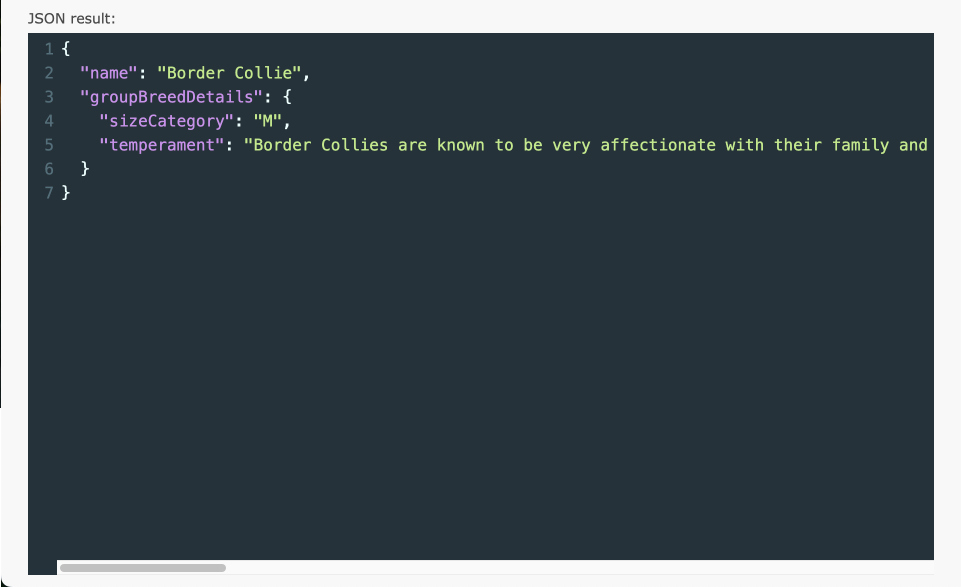 JSON result:
1 {
2   "name": "Border Collie",
3   "groupBreedDetails": {
4     "sizeCategory": "M",
5     "temperament": "Border Collies are known to be very affectionate with their family and
6   }
7 }